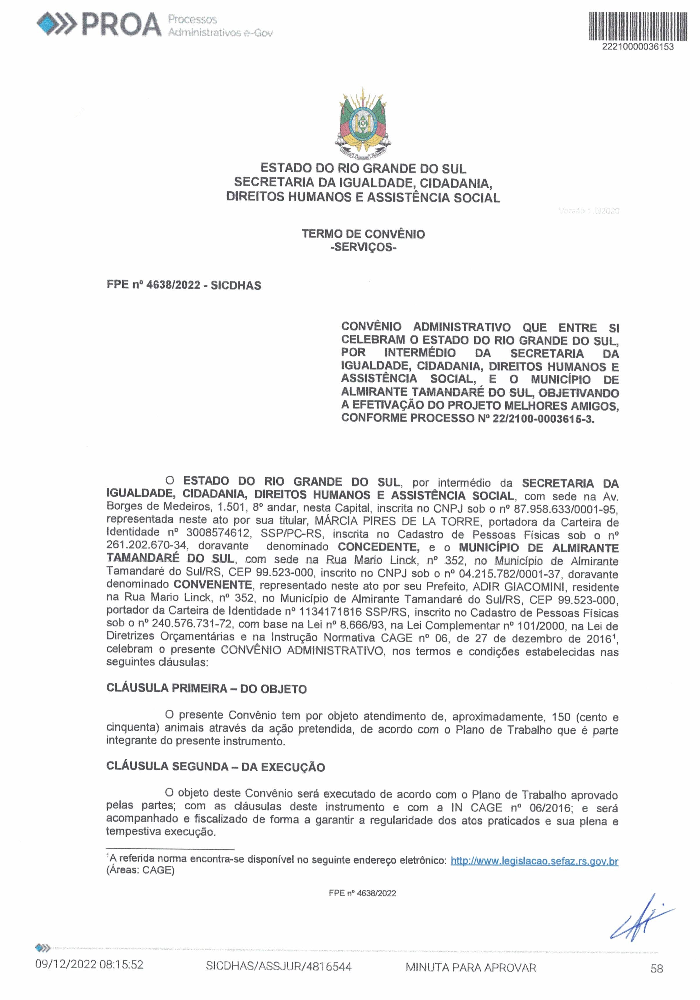 PROA Processos
Administrativos e-Gov
22210000036153
ESTADO DO RIO GRANDE DO SUL
SECRETARIA DA IGUALDADE, CIDADANIA,
DIREITOS HUMANOS E ASSISTÊNCIA SOCIAL
Versão 1.0/2020
TERMO DE CONVÊNIO
-SERVIÇOS-
FPE nº 4638/2022 - SICDHAS
CONVÊNIO ADMINISTRATIVO QUE ENTRE SI
CELEBRAM O ESTADO DO RIO GRANDE DO SUL,
POR INTERMÉDIO DA SECRETARIA DA
IGUALDADE, CIDADANIA, DIREITOS HUMANOS E
ASSISTÊNCIA SOCIAL, E O MUNICÍPIO DE
ALMIRANTE TAMANDARÉ DO SUL, OBJETIVANDO
A EFETIVAÇÃO DO PROJETO MELHORES AMIGOS,
CONFORME PROCESSO Nº 22/2100-0003615-3.
O ESTADO DO RIO GRANDE DO SUL, por intermédio da SECRETARIA DA
IGUALDADE, CIDADANIA, DIREITOS HUMANOS E ASSISTÊNCIA SOCIAL, com sede na Av.
Borges de Medeiros, 1.501, 8º andar, nesta Capital, inscrita no CNPJ sob o nº 87.958.633/0001-95,
representada neste ato por sua titular, MÁRCIA PIRES DE LA TORRE, portadora da Carteira de
Identidade nº 3008574612, SSP/PC-RS, inscrita no Cadastro de Pessoas Físicas sob o nº
261.202.670-34, doravante denominado CONCEDENTE, e o MUNICÍPIO DE ALMIRANTE
TAMANDARÉ DO SUL, com sede na Rua Mario Linck, nº 352, no Município de Almirante
Tamandaré do Sul/RS, CEP 99.523-000, inscrito no CNPJ sob o nº 04.215.782/0001-37, doravante
denominado CONVENENTE, representado neste ato por seu Prefeito, ADIR GIACOMINI, residente
na Rua Mario Linck, nº 352, no Município de Almirante Tamandaré do Sul/RS, CEP 99.523-000,
portador da Carteira de Identidade nº 1134171816 SSP/RS, inscrito no Cadastro de Pessoas Físicas
sob o nº 240.576.731-72, com base na Lei nº 8.666/93, na Lei Complementar nº 101/2000, na Lei de
Diretrizes Orçamentárias e na Instrução Normativa CAGE nº 06, de 27 de dezembro de 2016¹,
celebram o presente CONVÊNIO ADMINISTRATIVO, nos termos e condições estabelecidas nas
seguintes cláusulas:
CLÁUSULA PRIMEIRA – DO OBJETO
O presente Convênio tem por objeto atendimento de, aproximadamente, 150 (cento e
cinquenta) animais através da ação pretendida, de acordo com o Plano de Trabalho que é parte
integrante do presente instrumento.
CLÁUSULA SEGUNDA – DA EXECUÇÃO
O objeto deste Convênio será executado de acordo com o Plano de Trabalho aprovado
pelas partes; com as cláusulas deste instrumento e com a IN CAGE nº 06/2016; e será
acompanhado e fiscalizado de forma a garantir a regularidade dos atos praticados e sua plena e
tempestiva execução.
¹A referida norma encontra-se disponível no seguinte endereço eletrônico: http://www.legislacao.sefaz.rs.gov.br
(Áreas: CAGE)
FPE nº 4638/2022
09/12/2022 08:15:52 SICDHAS/ASSJUR/4816544 MINUTA PARA APROVAR 58